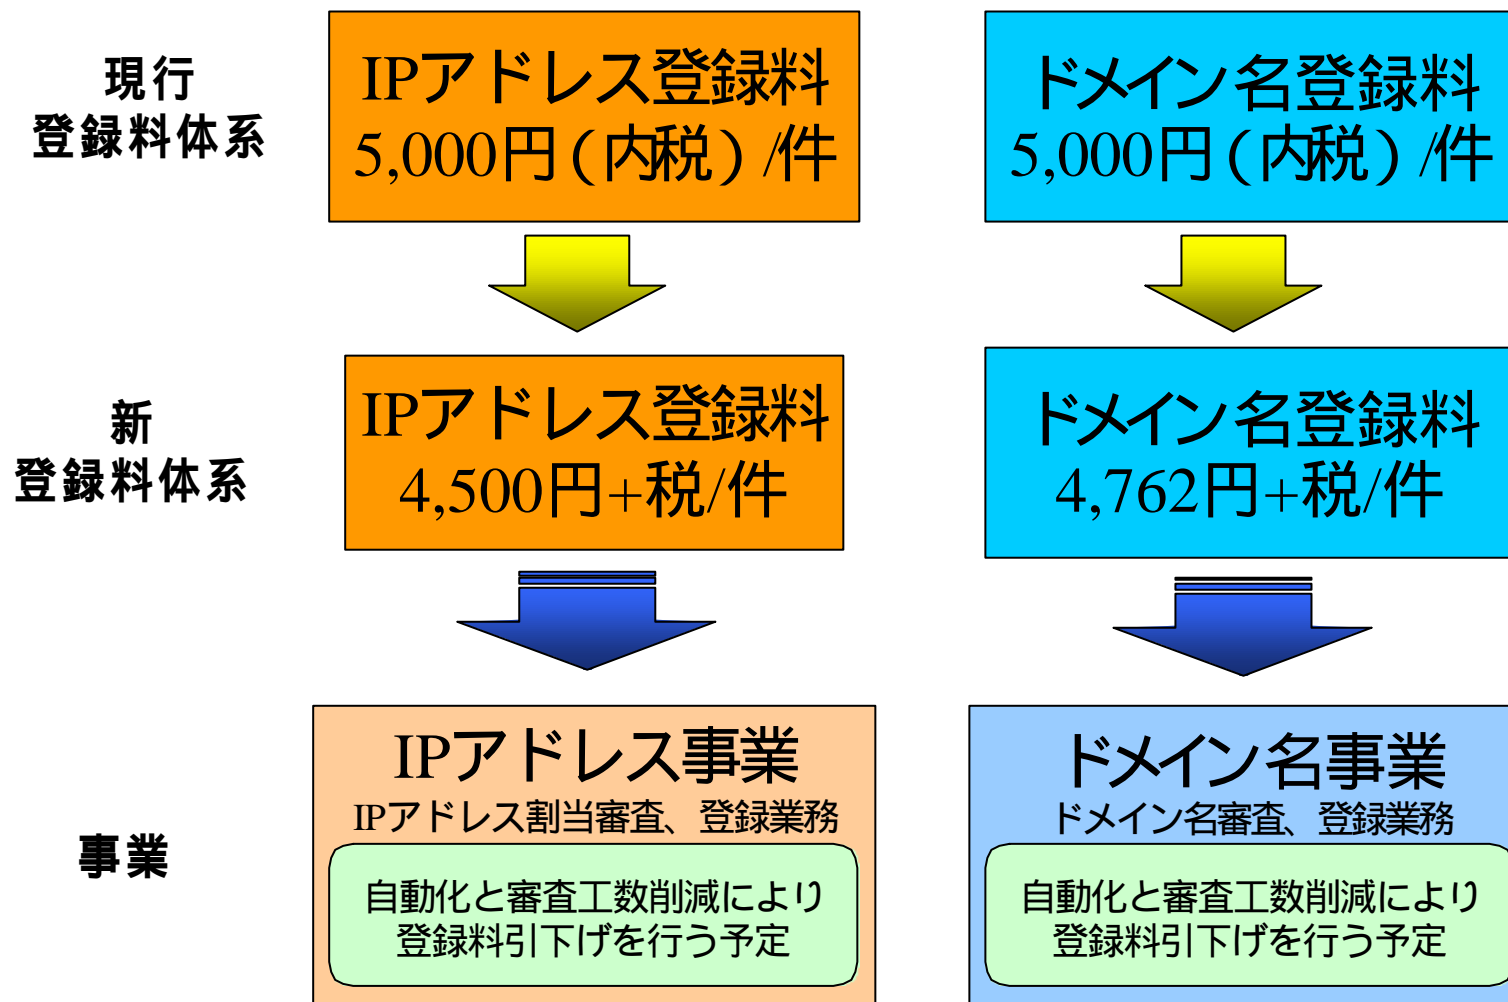 現行
登録料体系
IPアドレス登録料
5,000円(内税)/件
ドメイン名登録料
5,000円(内税)/件
新
登録料体系
IPアドレス登録料
4,500円+税/件
ドメイン名登録料
4,762円+税/件
事業
IPアドレス事業
IPアドレス割当審査、登録業務
自動化と審査工数削減により
登録料引下げを行う予定
ドメイン名事業
ドメイン名審査、登録業務
自動化と審査工数削減により
登録料引下げを行う予定